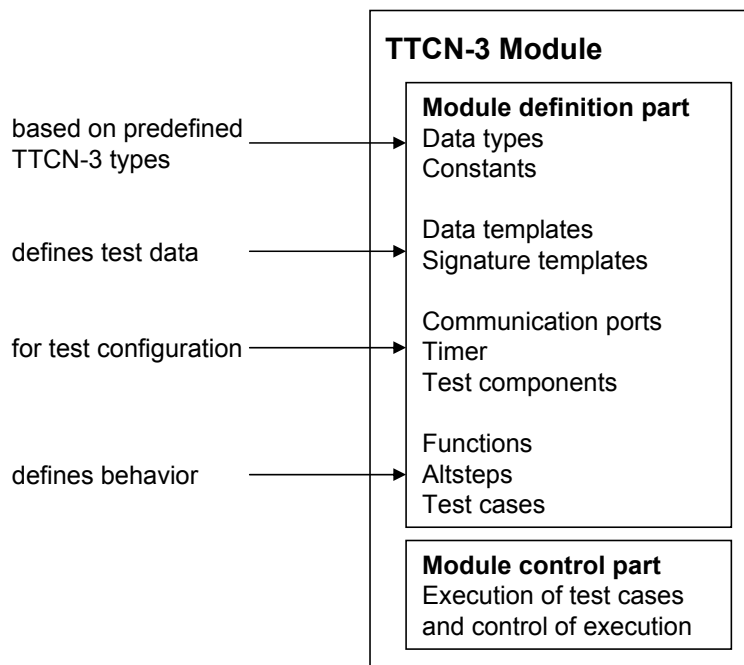 TTCN-3 Module
Module definition part
based on predefined
TTCN-3 types
Data types
Constants
defines test data
Data templates
Signature templates
for test configuration
Communication ports
Timer
Test components
defines behavior
Functions
Altsteps
Test cases
Module control part
Execution of test cases
and control of execution